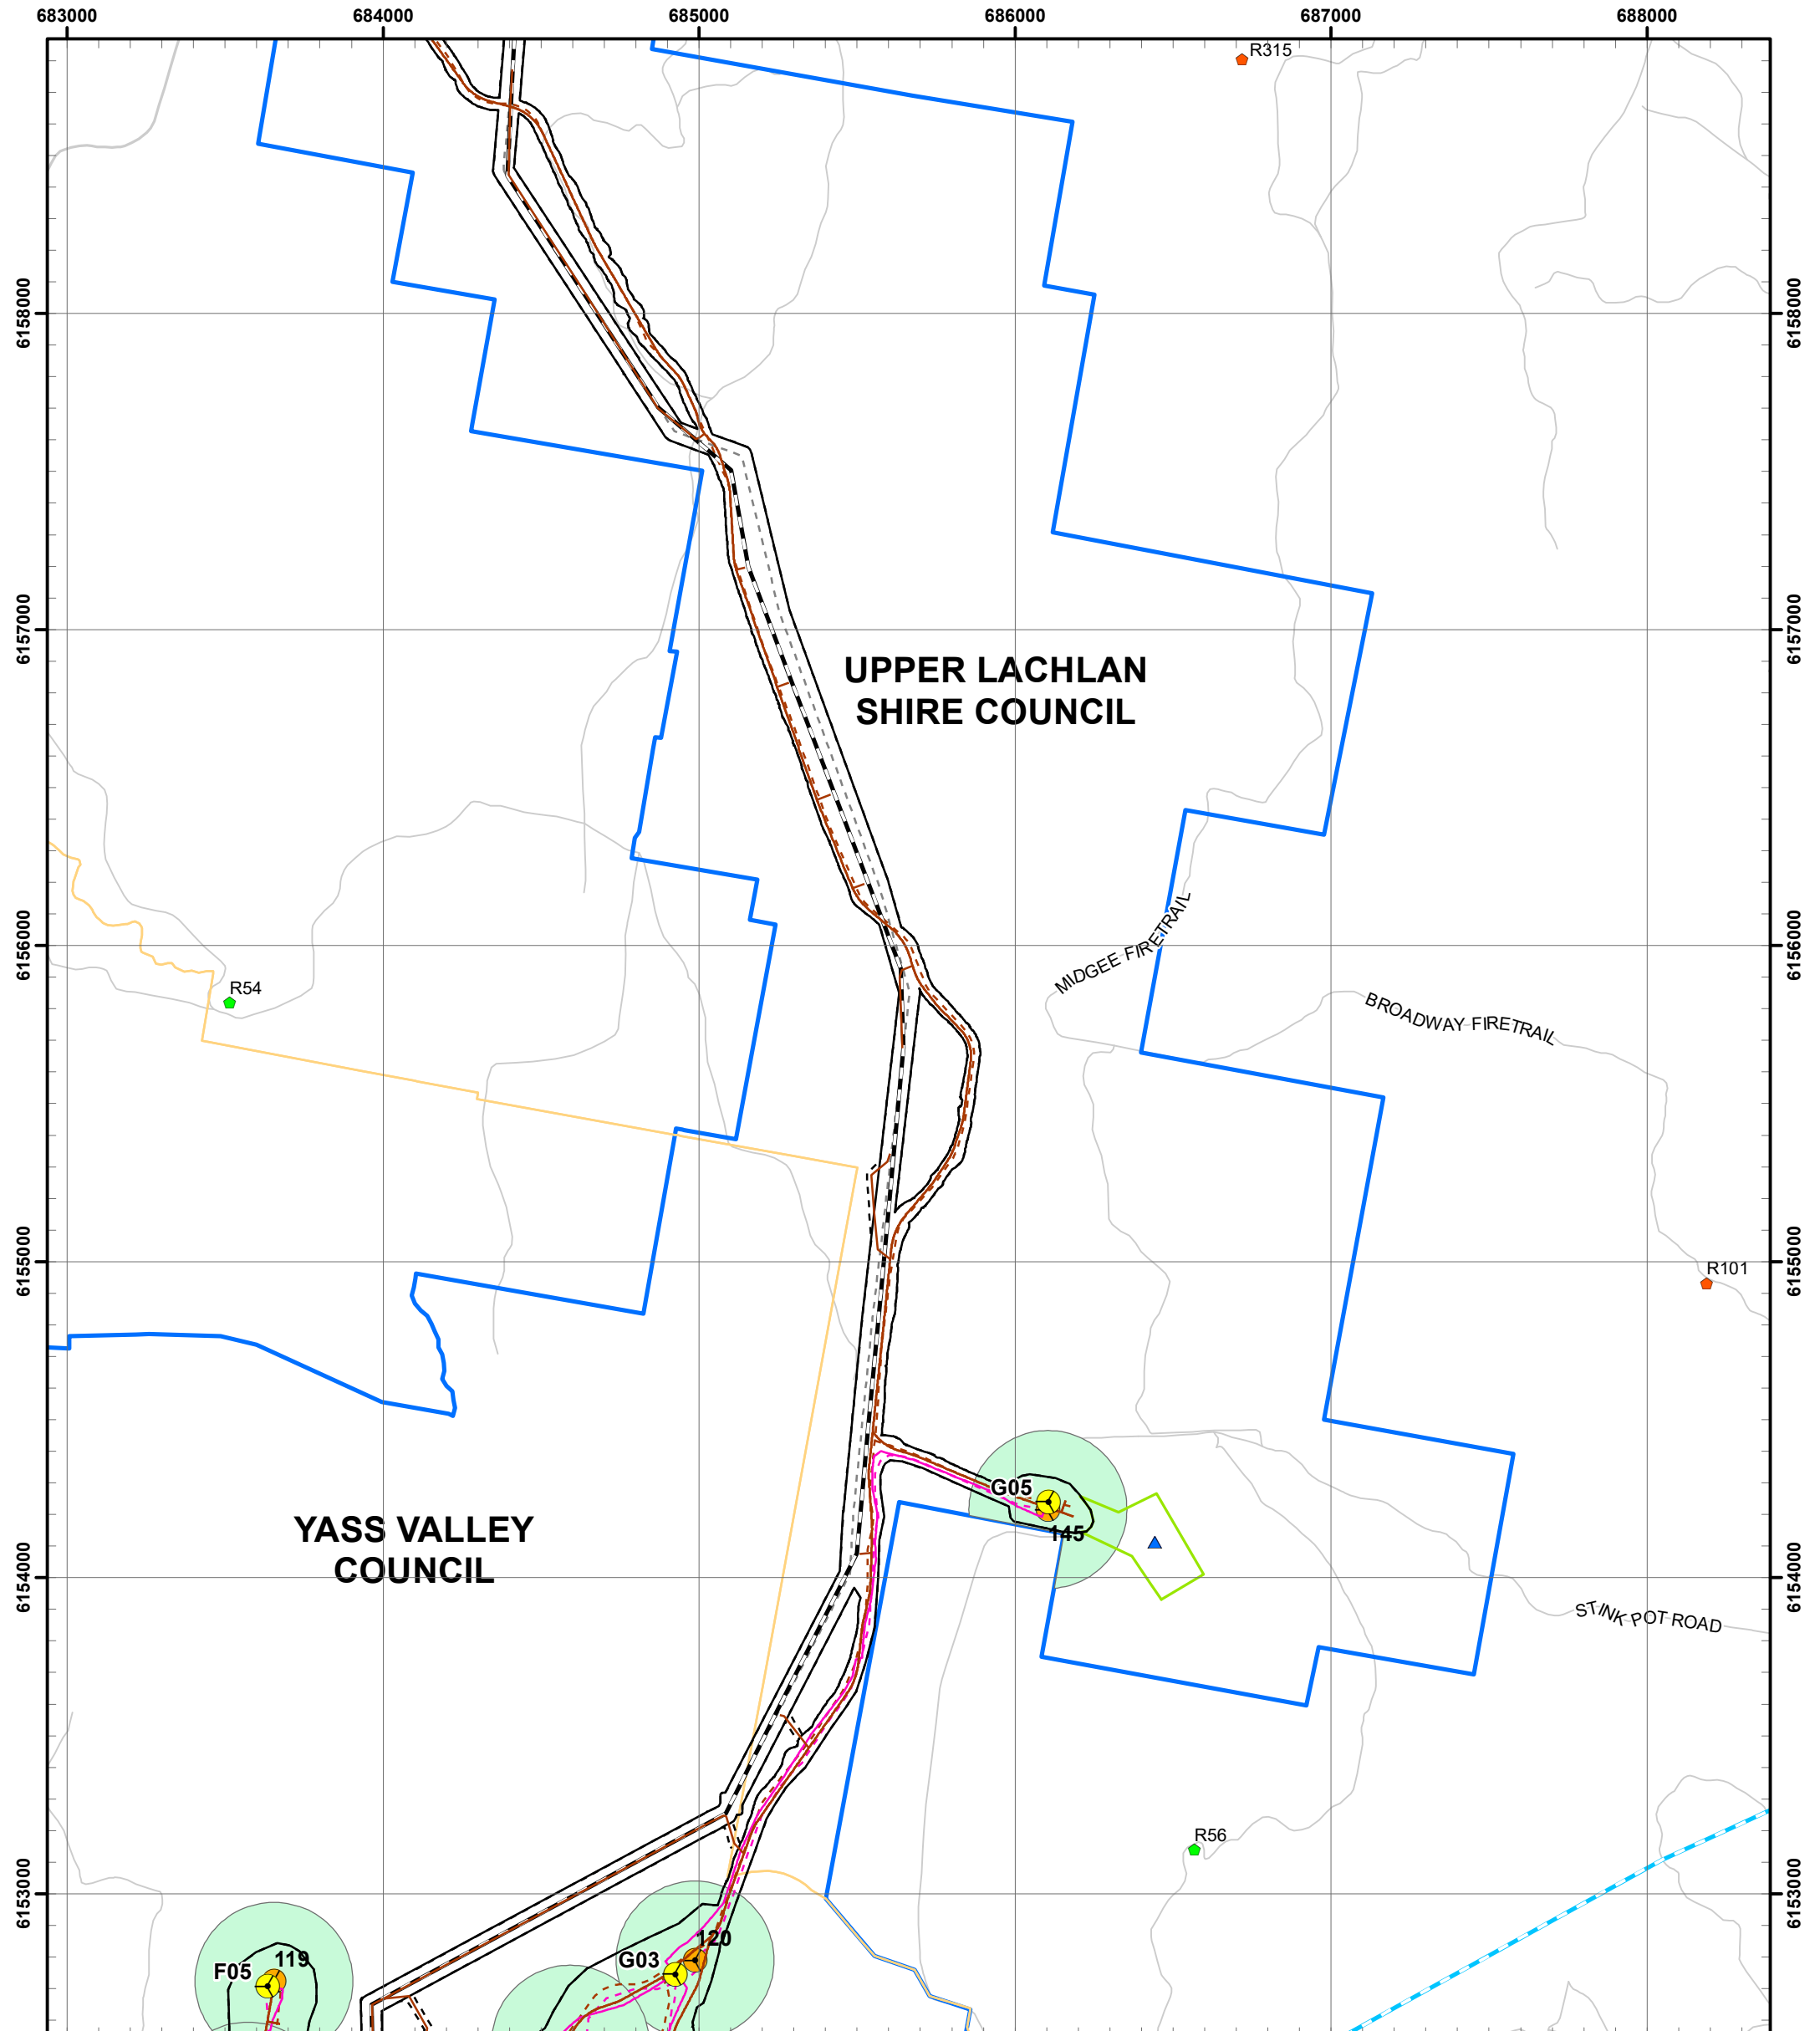 683000 684000 685000 686000 687000 688000
R315
6158000 6158000
6157000 6157000
UPPER LACHLAN
SHIRE COUNCIL
6156000 6156000
MIDGEE FIRETRAIL
R54
BROADWAY FIRETRAIL
6155000 6155000
R101
G05
145
YASS VALLEY
COUNCIL
6154000 6154000
STINK POT ROAD
R56
6153000 6153000
120
G03
119
F05